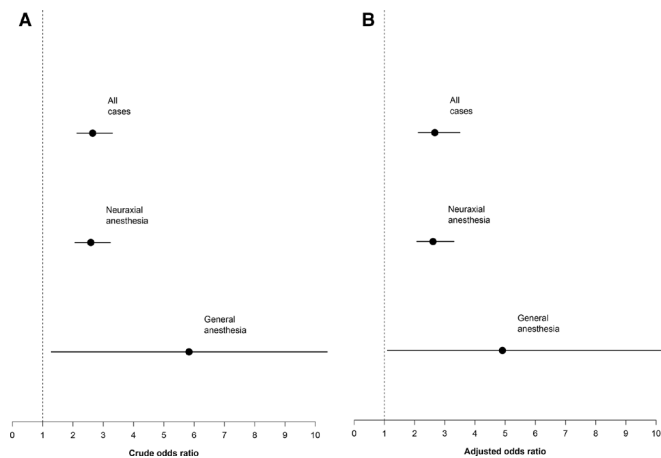 A
All
cases
Neuraxial
anesthesia
General
anesthesia
0 1 2 3 4 5 6 7 8 9 10
Crude odds ratio
B
All
cases
Neuraxial
anesthesia
General
anesthesia
0 1 2 3 4 5 6 7 8 9 10
Adjusted odds ratio